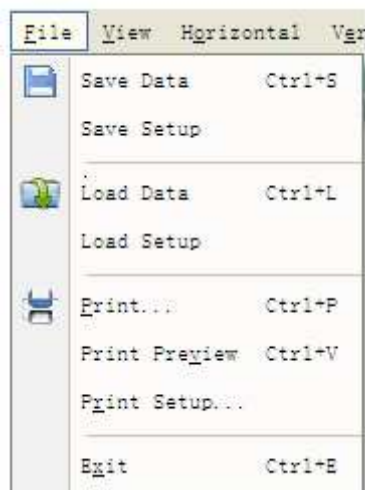 File View Horizontal Ver
Save Data Ctrl+S
Save Setup
Load Data Ctrl+L
Load Setup
Print... Ctrl+P
Print Preview Ctrl+V
Print Setup...
Exit Ctrl+E